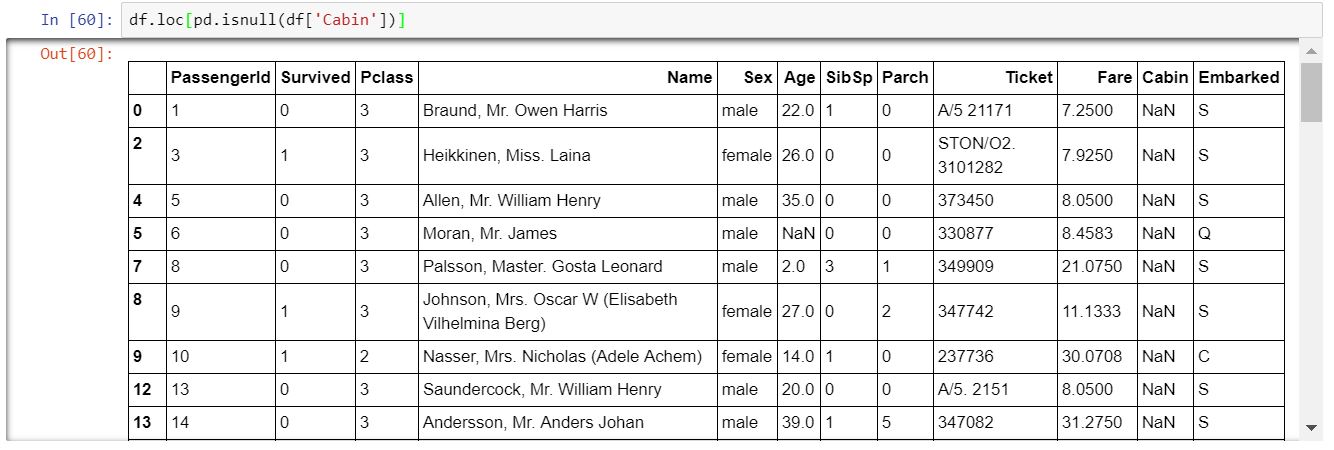 In [60]: df.loc[pd.isnull(df['Cabin'])]
Out[60]:
PassengerId Survived Pclass Name Sex Age SibSp Parch Ticket Fare Cabin Embarked
0 1 0 3 Braund, Mr. Owen Harris male 22.0 1 0 A/5 21171 7.2500 NaN S
2 3 1 3 Heikkinen, Miss. Laina female 26.0 0 0 STON/O2. 3101282 7.9250 NaN S
4 5 0 3 Allen, Mr. William Henry male 35.0 0 0 373450 8.0500 NaN S
5 6 0 3 Moran, Mr. James male NaN 0 0 330877 8.4583 NaN Q
7 8 0 3 Palsson, Master. Gosta Leonard male 2.0 3 1 349909 21.0750 NaN S
8 9 1 3 Johnson, Mrs. Oscar W (Elisabeth Vilhelmina Berg) female 27.0 0 2 347742 11.1333 NaN S
9 10 1 2 Nasser, Mrs. Nicholas (Adele Achem) female 14.0 1 0 237736 30.0708 NaN C
12 13 0 3 Saundercock, Mr. William Henry male 20.0 0 0 A/5. 2151 8.0500 NaN S
13 14 0 3 Andersson, Mr. Anders Johan male 39.0 1 5 347082 31.2750 NaN S